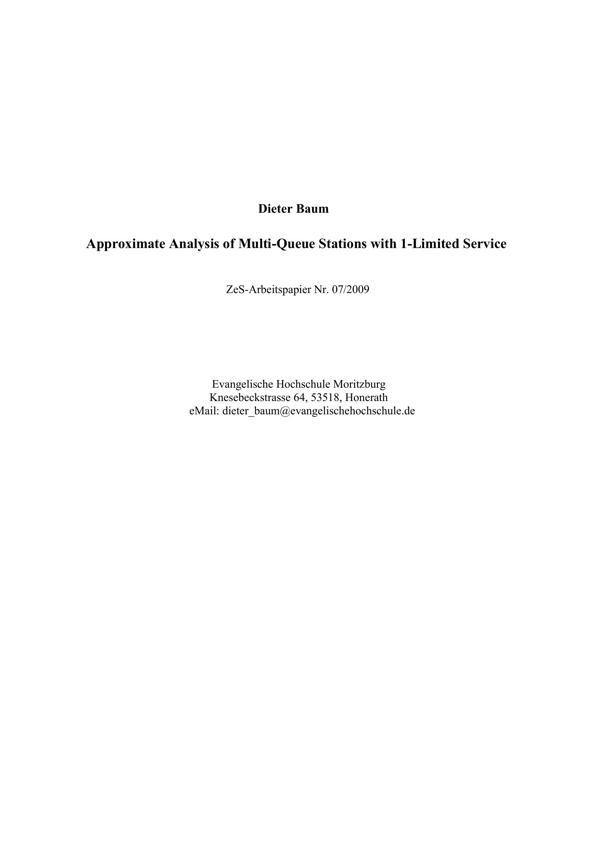 Dieter Baum
Approximate Analysis of Multi-Queue Stations with 1-Limited Service
ZeS-Arbeitspapier Nr. 07/2009
Evangelische Hochschule Moritzburg
Knesebeckstrasse 64, 53518, Honerath
eMail: dieter_baum@evangelischehochschule.de